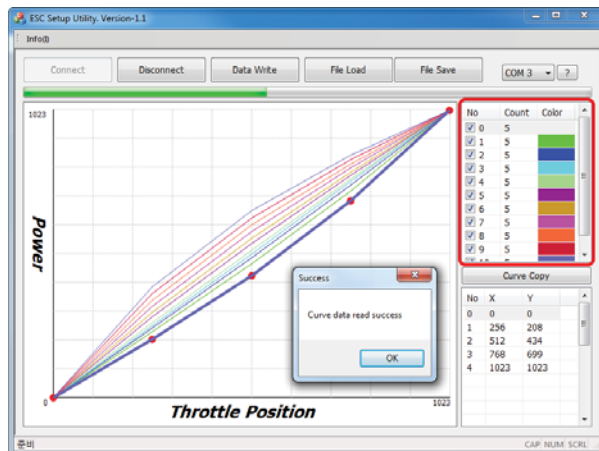 ESC Setup Utility. Version-1.1
Info(I)
Connect Disconnect Data Write File Load File Save COM 3 ?
1023
Power
0
Throttle Position
1023
No Count Color
0 5
1 5
2 5
3 5
4 5
5 5
6 5
7 5
8 5
9 5
10 5
Curve Copy
No X Y
0 0 0
1 256 208
2 512 434
3 768 699
4 1023 1023
Success
Curve data read success
OK
준비
CAP NUM SCRL